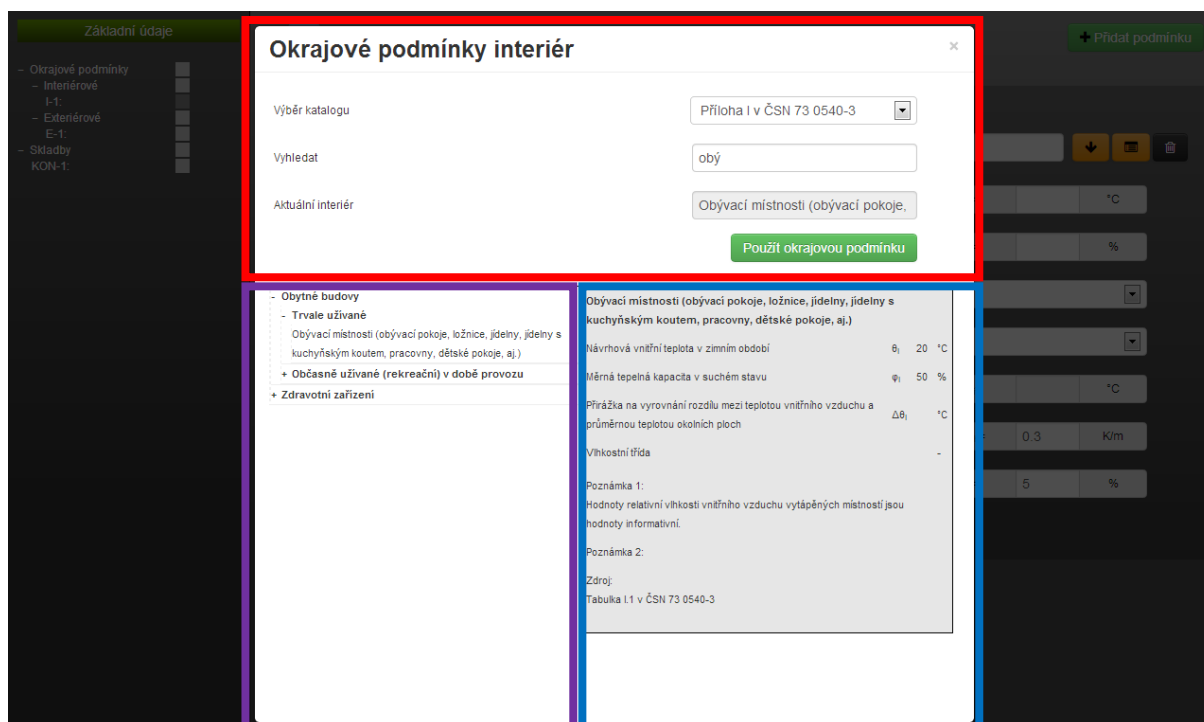 Základní údaje
– Okrajové podmínky
– Interiérové
I-1:
– Exteriérové
E-1:
– Skladby
KON-1:
Přidat podmínku
°C
%
°C
0.3 K/m
5 %
Okrajové podmínky interiér
×
Výběr katalogu Příloha I v ČSN 73 0540-3
Vyhledat obý
Aktuální interiér Obývací místnosti (obývací pokoje,
Použít okrajovou podmínku
- Obytné budovy
- Trvale užívané
Obývací místnosti (obývací pokoje, ložnice, jídelny, jídelny s
kuchyňským koutem, pracovny, dětské pokoje, aj.)
+ Občasně užívané (rekreační) v době provozu
+ Zdravotní zařízení
Obývací místnosti (obývací pokoje, ložnice, jídelny, jídelny s
kuchyňským koutem, pracovny, dětské pokoje, aj.)
Návrhová vnitřní teplota v zimním období θi 20 °C
Měrná tepelná kapacita v suchém stavu φi 50 %
Přirážka na vyrovnání rozdílu mezi teplotou vnitřního vzduchu a
průměrnou teplotou okolních ploch Δθi °C
Vlhkostní třída -
Poznámka 1:
Hodnoty relativní vlhkosti vnitřního vzduchu vytápěných místností jsou
hodnoty informativní.
Poznámka 2:
Zdroj:
Tabulka I.1 v ČSN 73 0540-3